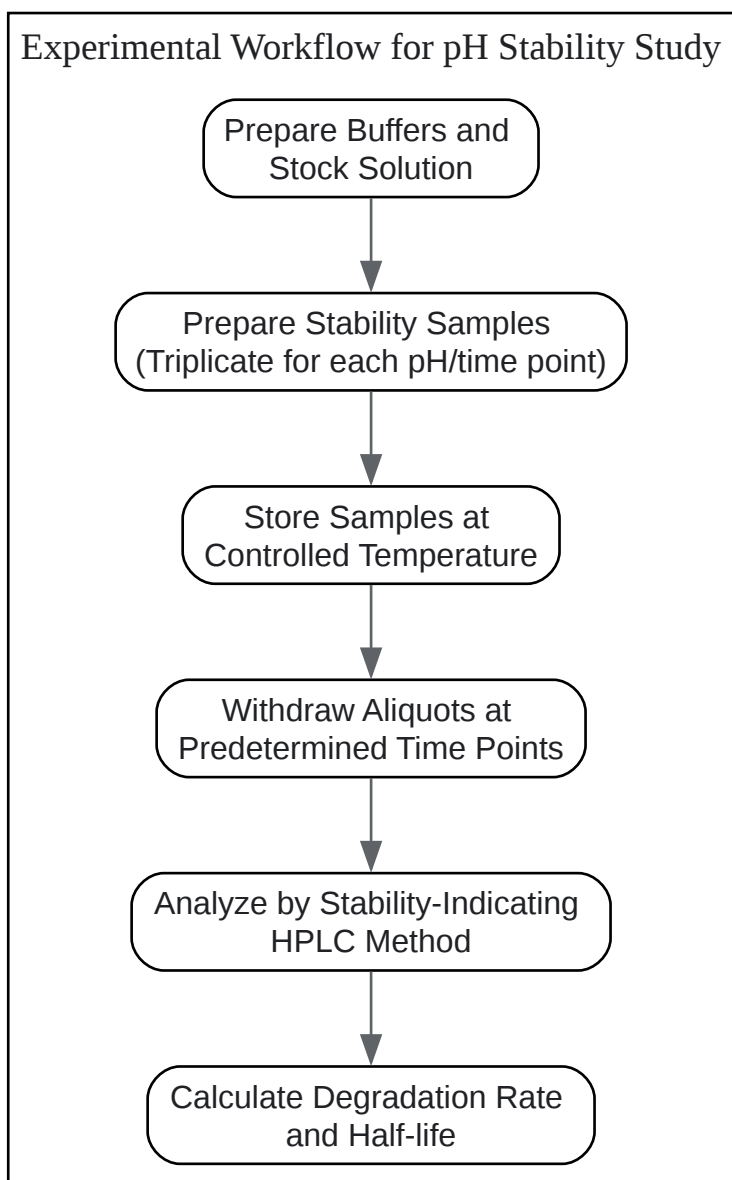 Experimental Workflow for pH Stability Study
Prepare Buffers and
Stock Solution
Prepare Stability Samples
(Triplicate for each pH/time point)
Store Samples at
Controlled Temperature
Withdraw Aliquots at
Predetermined Time Points
Analyze by Stability-Indicating
HPLC Method
Calculate Degradation Rate
and Half-life